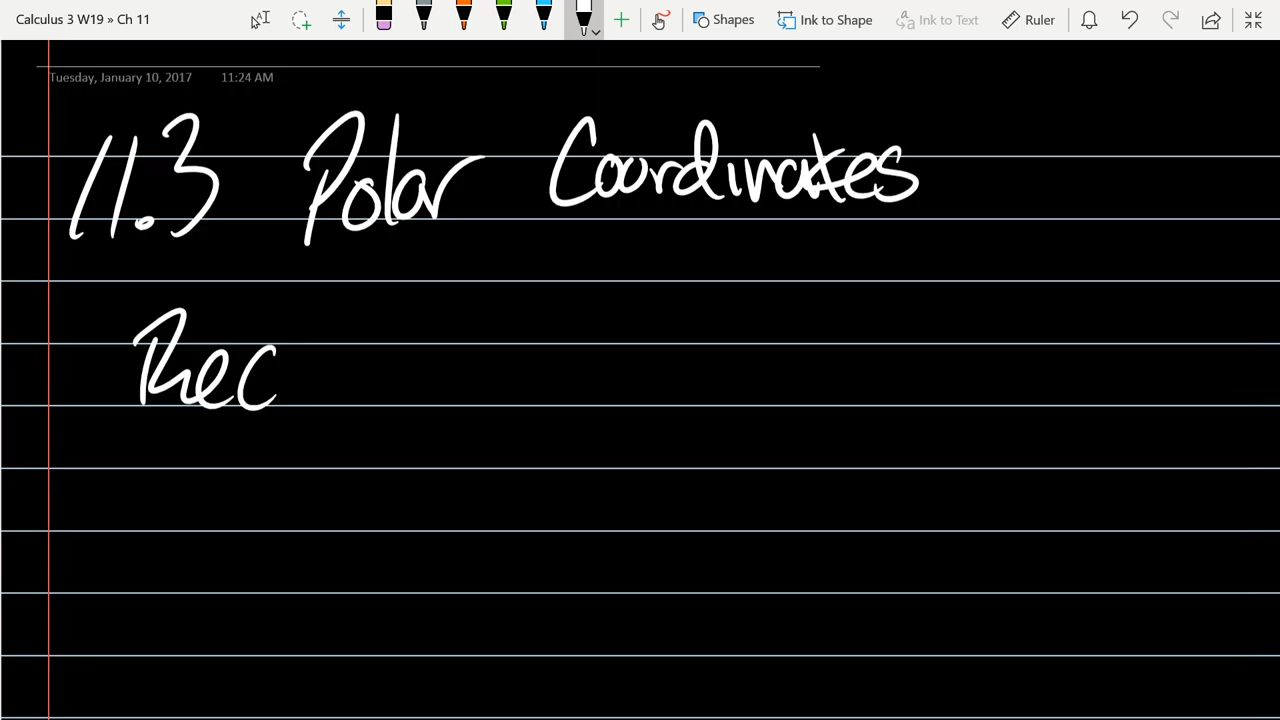 Calculus 3 W19 » Ch 11
Shapes
Ink to Shape
Ink to Text
Ruler
Tuesday, January 10, 2017 11:24 AM
11.3 Polar Coordinates
Rec